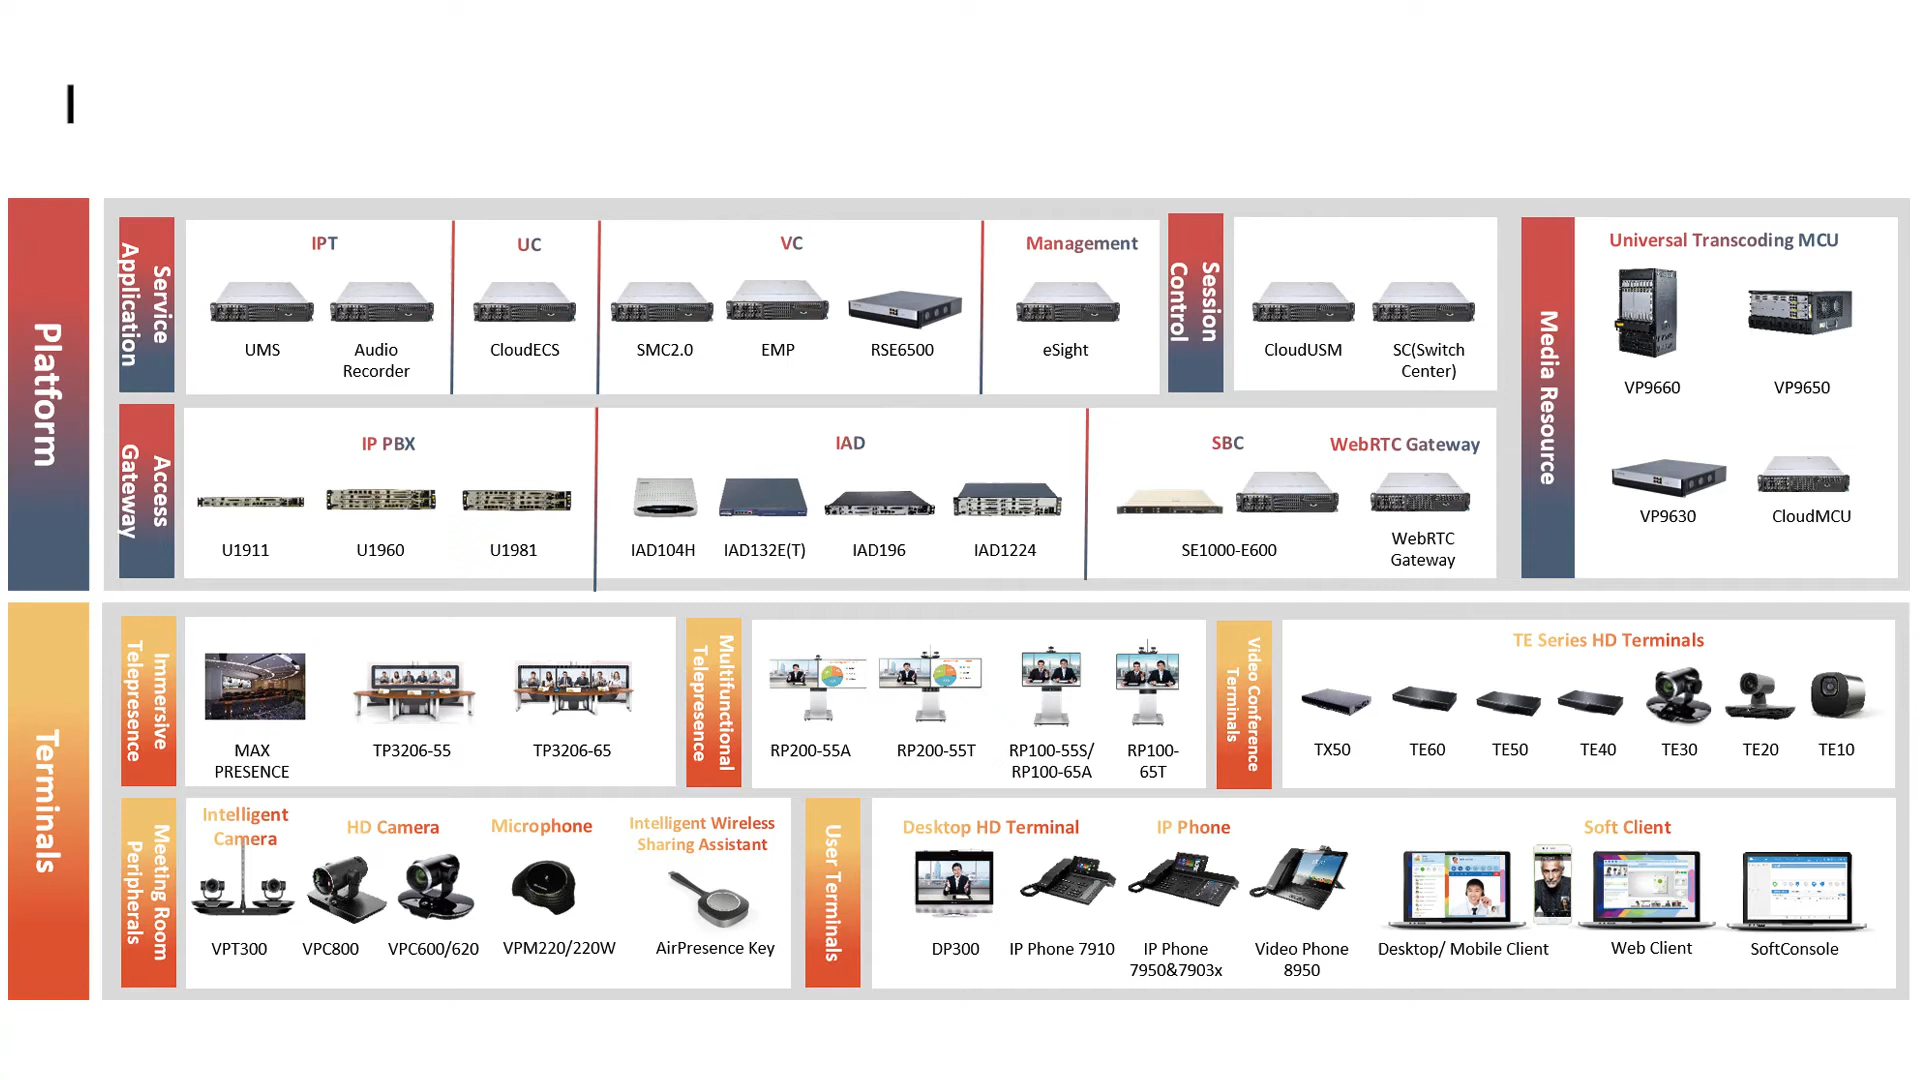 Platform
Service
Application
IPT
UMS
Audio
Recorder
UC
CloudECS
VC
SMC2.0
EMP
RSE6500
Management
eSight
Session
Control
CloudUSM
SC(Switch
Center)
Media Resource
Universal Transcoding MCU
VP9660
VP9650
VP9630
CloudMCU
Access
Gateway
IP PBX
U1911
U1960
U1981
IAD
IAD104H
IAD132E(T)
IAD196
IAD1224
SBC
SE1000-E600
WebRTC Gateway
WebRTC
Gateway
Terminals
Immersive
Telepresence
MAX
PRESENCE
TP3206-55
TP3206-65
Multifunctional
Telepresence
RP200-55A
RP200-55T
RP100-55S/
RP100-65A
RP100-
65T
Video Conference
Terminals
TE Series HD Terminals
TX50
TE60
TE50
TE40
TE30
TE20
TE10
Meeting Room
Peripherals
Intelligent
Camera
VPT300
HD Camera
VPC800
VPC600/620
Microphone
VPM220/220W
Intelligent Wireless
Sharing Assistant
AirPresence Key
User Terminals
Desktop HD Terminal
DP300
IP Phone
IP Phone 7910
IP Phone
7950&7903x
Video Phone
8950
Soft Client
Desktop/ Mobile Client
Web Client
SoftConsole